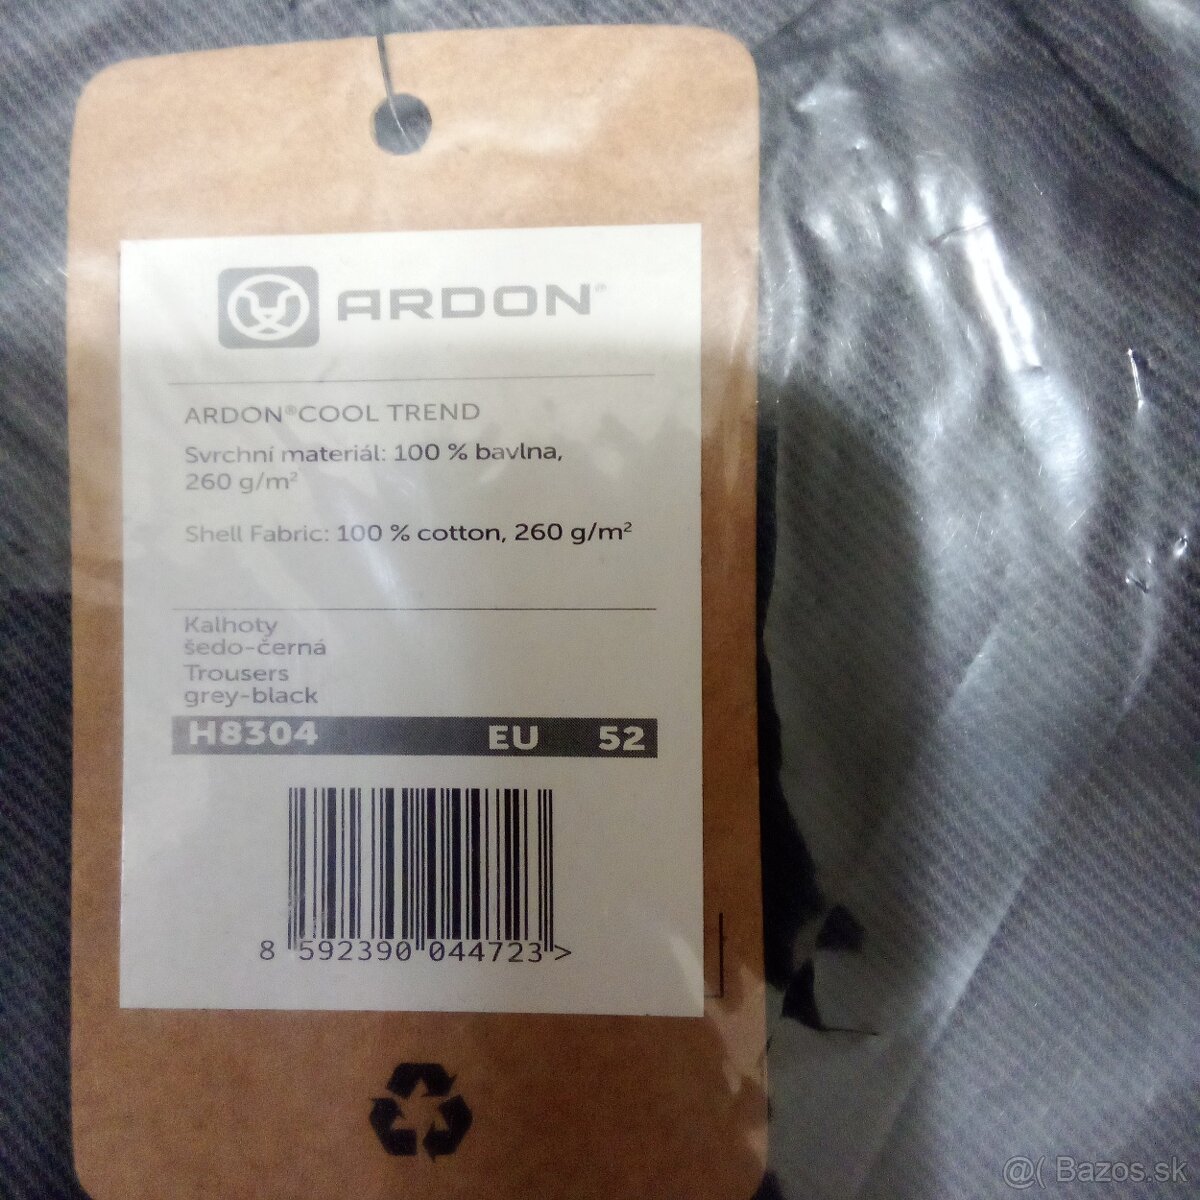 ARDON®
ARDON®COOL TREND
Svrchní materiál: 100 % bavlna,
260 g/m²
Shell Fabric: 100 % cotton, 260 g/m²
Kalhoty
šedo-černá
Trousers
grey-black
H8304 EU 52
8 592390 044723 >
@( Bazos.sk